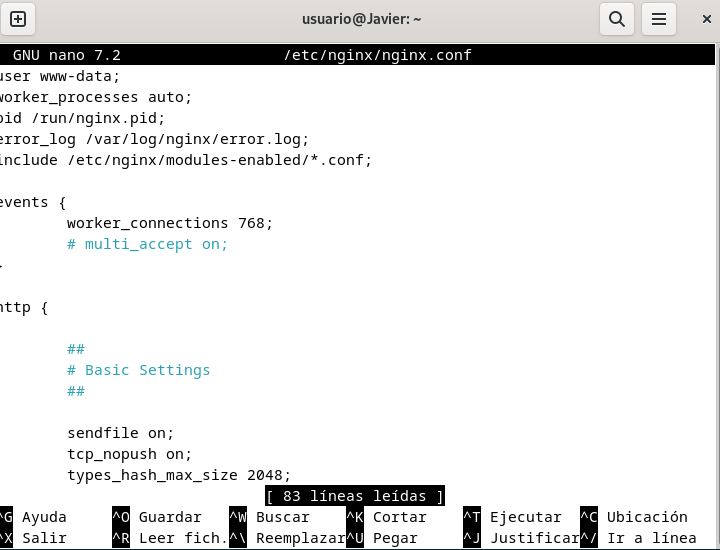 usuario@Javier: ~
GNU nano 7.2 /etc/nginx/nginx.conf
user www-data;
worker_processes auto;
pid /run/nginx.pid;
error_log /var/log/nginx/error.log;
include /etc/nginx/modules-enabled/*.conf;
events {
worker_connections 768;
# multi_accept on;
}
http {
##
# Basic Settings
##
sendfile on;
tcp_nopush on;
types_hash_max_size 2048;
[ 83 líneas leídas ]
^G Ayuda ^O Guardar ^W Buscar ^K Cortar ^T Ejecutar ^C Ubicación
^X Salir ^R Leer fich. ^\ Reemplazar ^U Pegar ^J Justificar ^/ Ir a línea